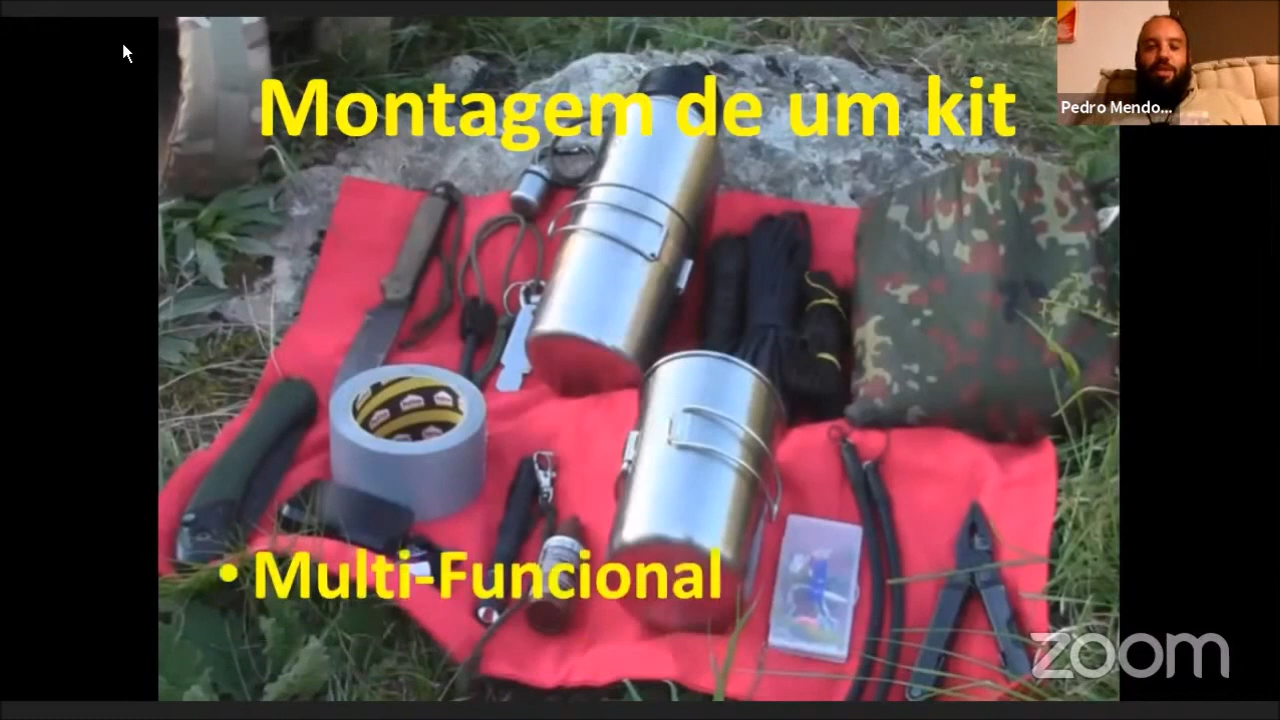 Montagem de um kit
Pedro Mendo...
• Multi-Funcional
zoom